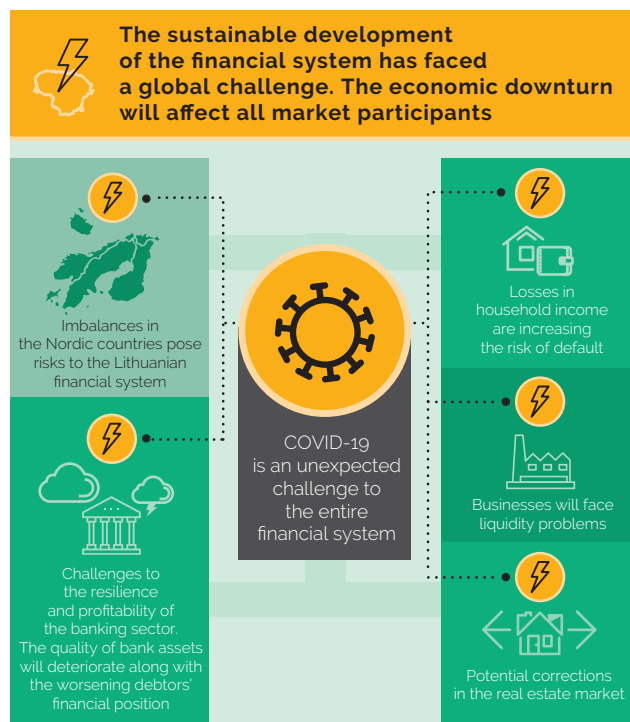 The sustainable development
of the financial system has faced
a global challenge. The economic downturn
will affect all market participants
Imbalances in
the Nordic countries pose
risks to the Lithuanian
financial system
Challenges to
the resilience
and profitability of
the banking sector.
The quality of bank assets
will deteriorate along with
the worsening debtors'
financial position
COVID-19
is an unexpected
challenge to
the entire
financial system
Losses in
household income
are increasing
the risk of default
Businesses will face
liquidity problems
Potential corrections
in the real estate market